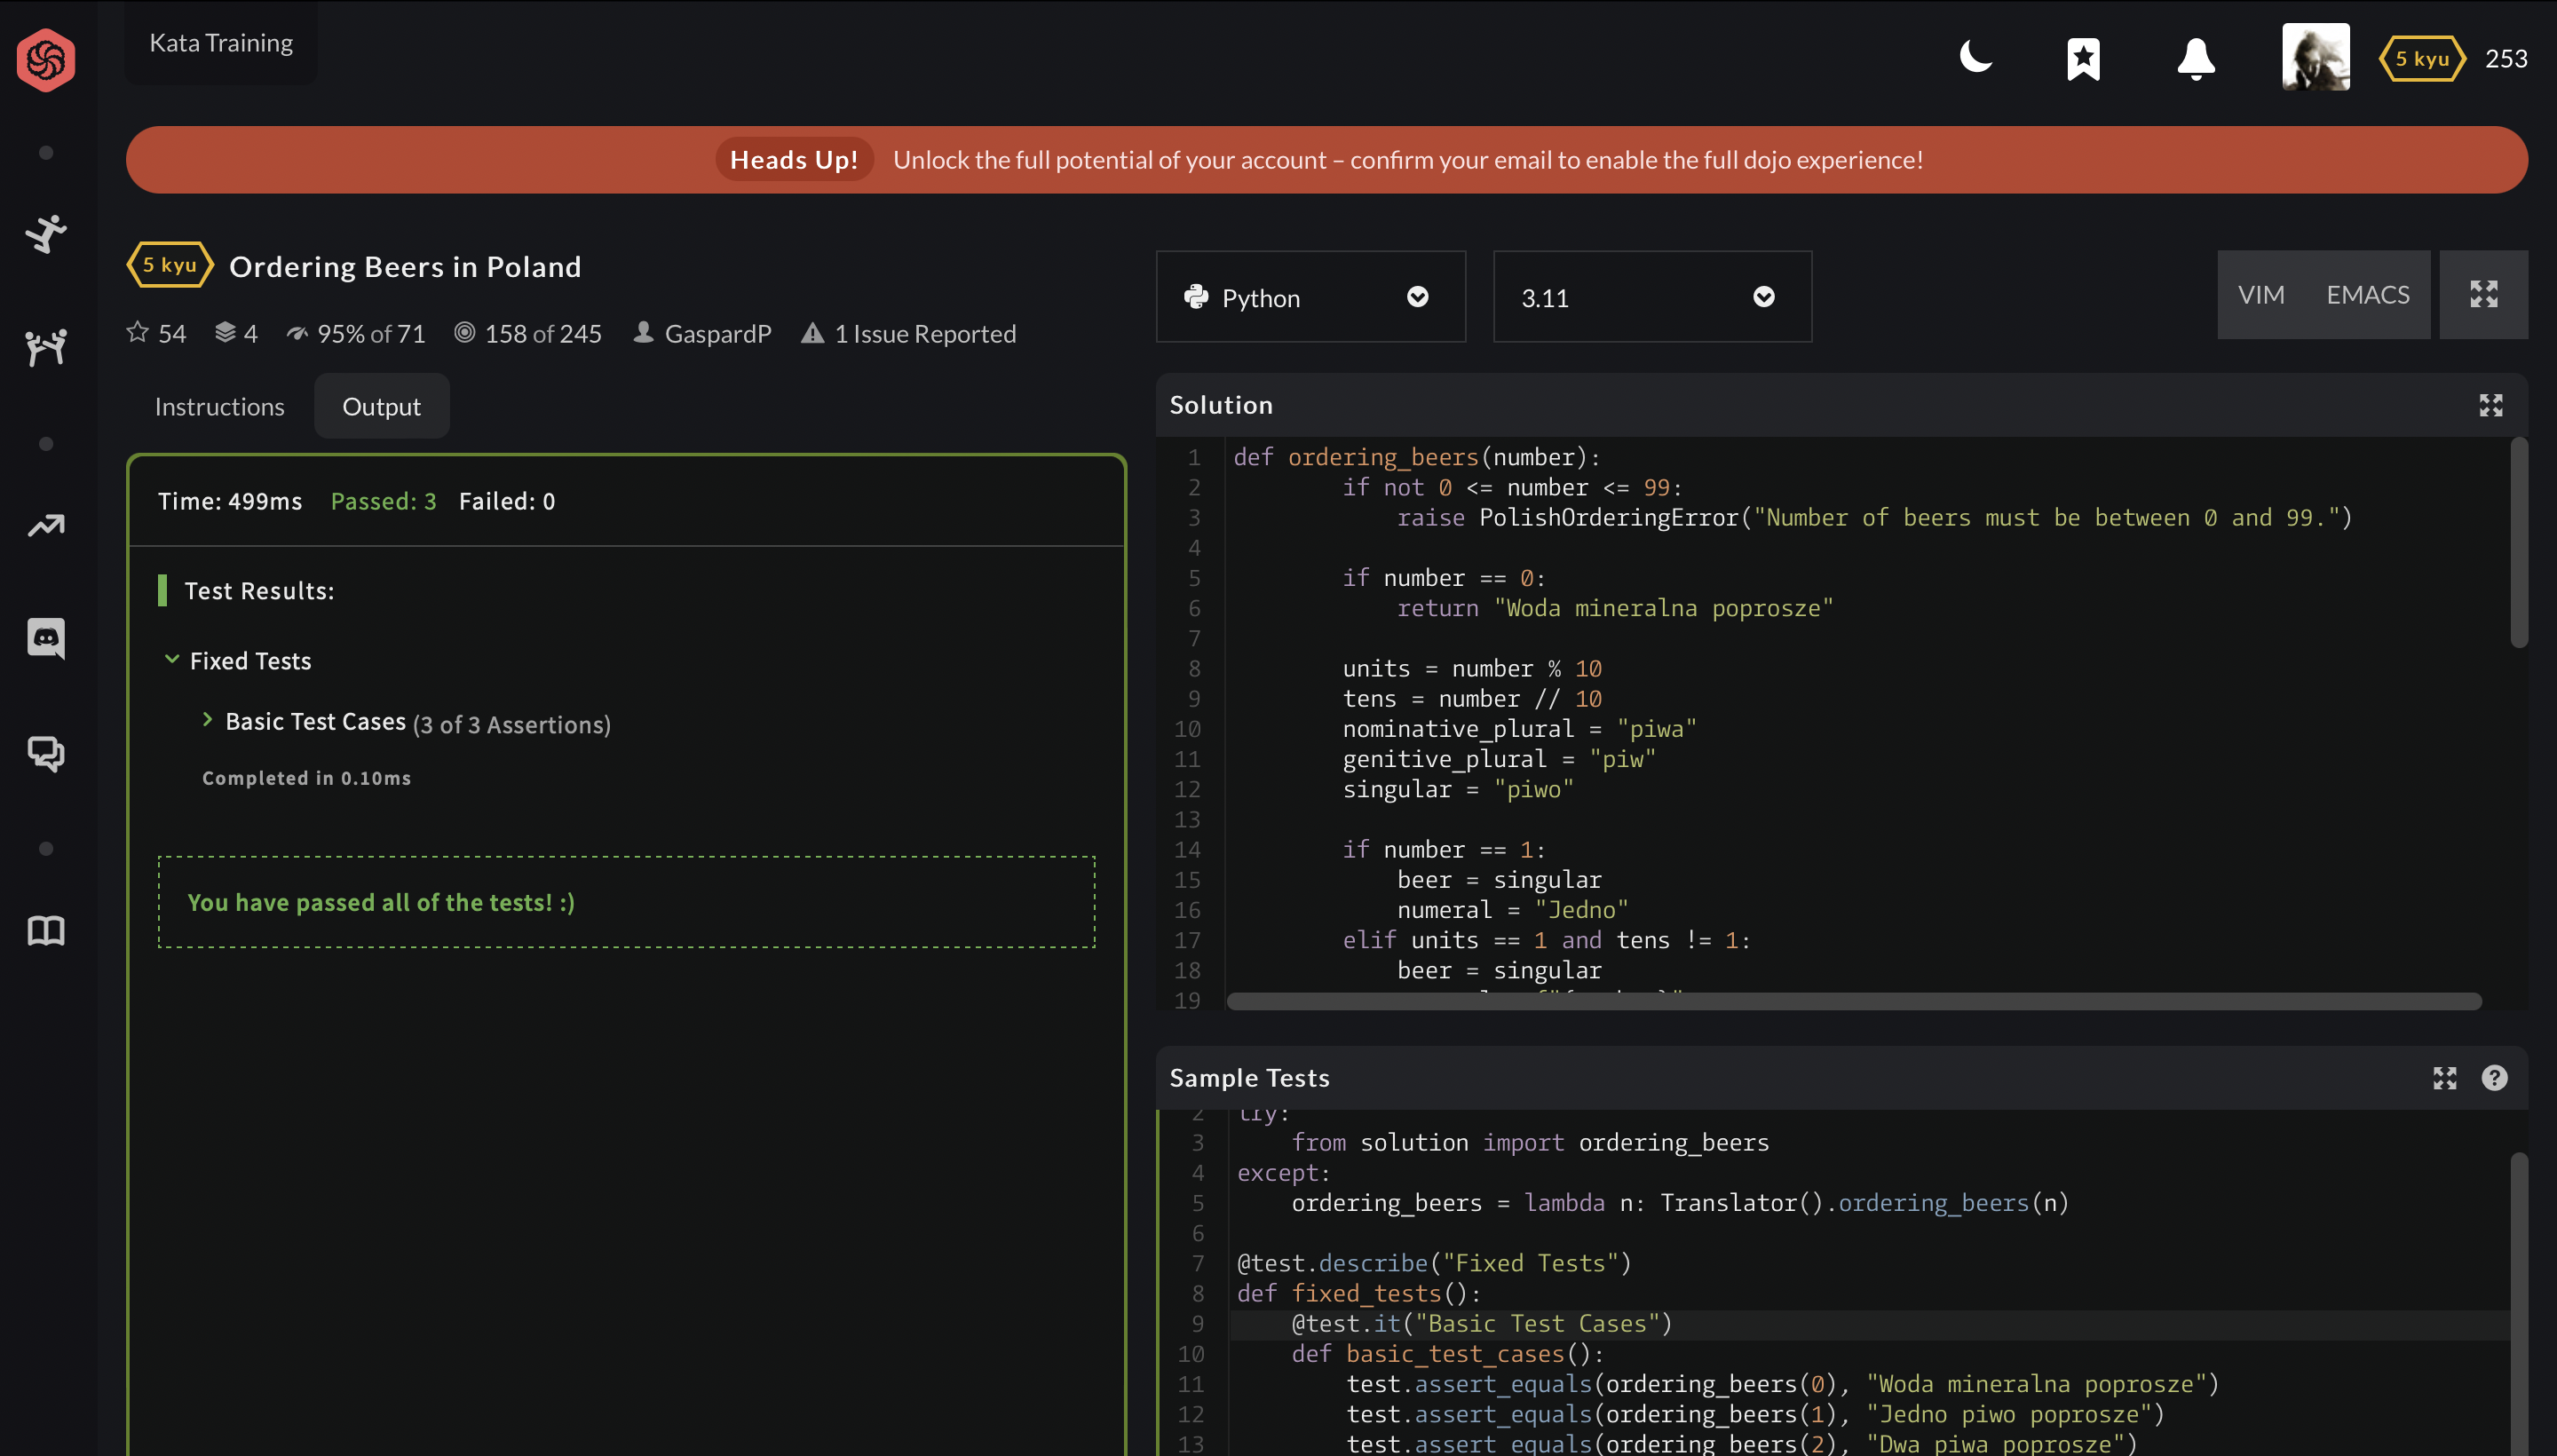 Kata Training
5 kyu 253
Heads Up! Unlock the full potential of your account – confirm your email to enable the full dojo experience!
5 kyu Ordering Beers in Poland
54 4 95% of 71 158 of 245 GaspardP 1 Issue Reported
Instructions Output
Time: 499ms Passed: 3 Failed: 0
Test Results:
Fixed Tests
Basic Test Cases (3 of 3 Assertions)
Completed in 0.10ms
You have passed all of the tests! :)
Python 3.11 VIM EMACS
Solution
1 def ordering_beers(number):
2 if not 0 <= number <= 99:
3 raise PolishOrderingError("Number of beers must be between 0 and 99.")
4
5 if number == 0:
6 return "Woda mineralna poprosze"
7
8 units = number % 10
9 tens = number // 10
10 nominative_plural = "piwa"
11 genitive_plural = "piw"
12 singular = "piwo"
13
14 if number == 1:
15 beer = singular
16 numeral = "Jedno"
17 elif units == 1 and tens != 1:
18 beer = singular
19
Sample Tests
2 try:
3 from solution import ordering_beers
4 except:
5 ordering_beers = lambda n: Translator().ordering_beers(n)
6
7 @test.describe("Fixed Tests")
8 def fixed_tests():
9 @test.it("Basic Test Cases")
10 def basic_test_cases():
11 test.assert_equals(ordering_beers(0), "Woda mineralna poprosze")
12 test.assert_equals(ordering_beers(1), "Jedno piwo poprosze")
13 test.assert_equals(ordering_beers(2), "Dwa piwa poprosze")